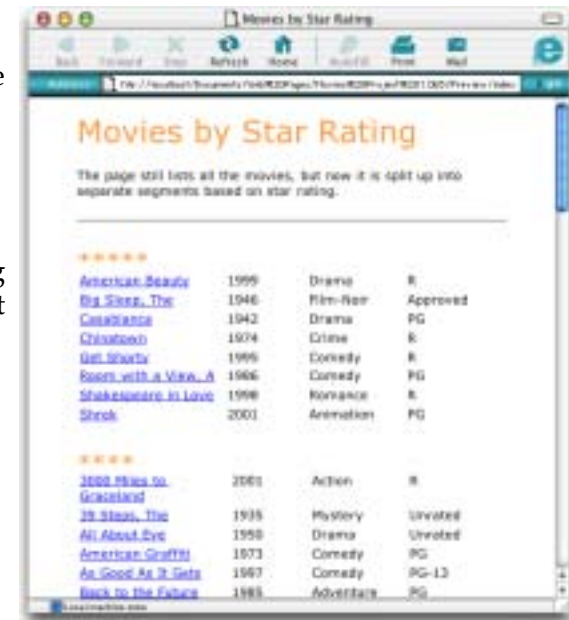 Movies by Star Rating
Back Forward Stop Refresh Home AutoFill Print Mail
Movies by Star Rating
The page still lists all the movies, but now it is split up into
separate segments based on star rating.
★★★★★
American Beauty 1999 Drama R
Big Sleep, The 1946 Film-Noir Approved
Casablanca 1942 Drama PG
Chinatown 1974 Crime R
Get Shorty 1995 Comedy R
Room with a View, A 1986 Comedy PG
Shakespeare in Love 1998 Romance R
Shrek 2001 Animation PG
★★★★
3000 Miles to 2001 Action R
Graceland
39 Steps, The 1935 Mystery Unrated
All About Eve 1950 Drama Unrated
American Graffiti 1973 Comedy PG
As Good As It Gets 1997 Comedy PG-13
Back to the Future 1985 Adventure PG
Local machine zone